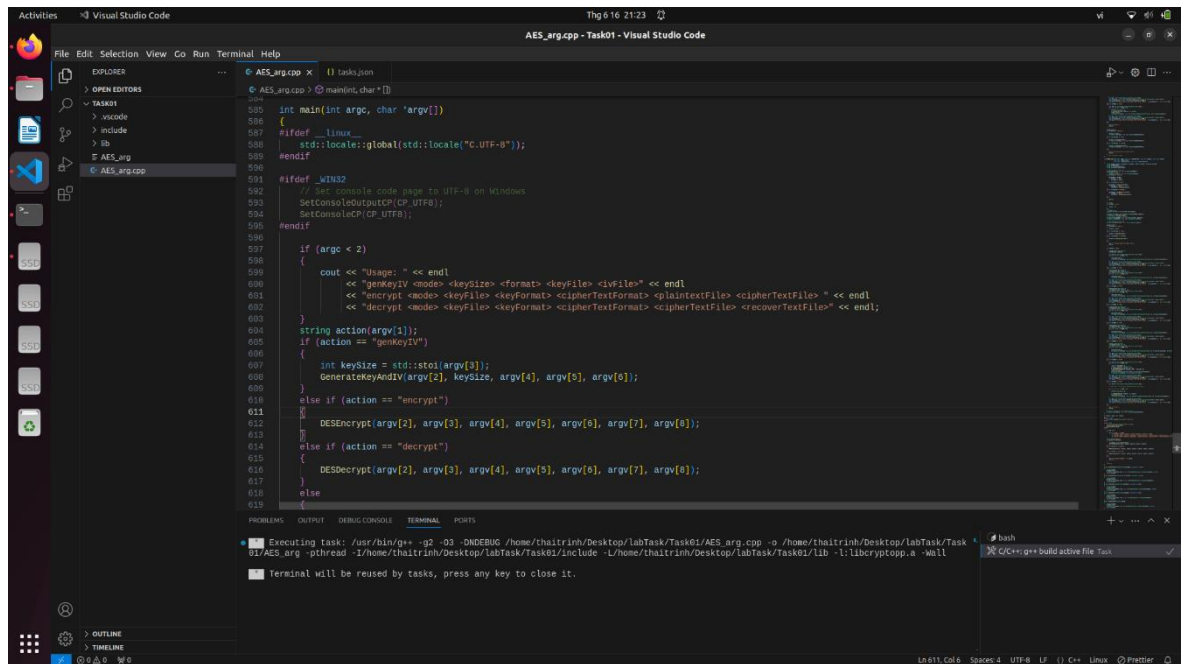 Activities
Visual Studio Code
Thg 6 16 21:23
vi
AES_arg.cpp - Task01 - Visual Studio Code
File Edit Selection View Go Run Terminal Help
EXPLORER
OPEN EDITORS
TASK01
.vscode
include
lib
AES_arg
AES_arg.cpp
AES_arg.cpp
tasks.json
AES_arg.cpp > main(int, char * [])
584
585 int main(int argc, char *argv[])
586 {
587 #ifdef __linux__
588 std::locale::global(std::locale("C.UTF-8"));
589 #endif
590
591 #ifdef _WIN32
592 // Set console code page to UTF-8 on Windows
593 SetConsoleOutputCP(CP_UTF8);
594 SetConsoleCP(CP_UTF8);
595 #endif
596
597 if (argc < 2)
598 {
599 cout << "Usage: " << endl
600 << "genKeyIV <mode> <keySize> <format> <keyFile> <ivFile>" << endl
601 << "encrypt <mode> <keyFile> <keyFormat> <cipherTextFormat> <plaintextFile> <cipherTextFile> " << endl
602 << "decrypt <mode> <keyFile> <keyFormat> <cipherTextFormat> <cipherTextFile> <recoverTextFile>" << endl;
603 }
604 string action(argv[1]);
605 if (action == "genKeyIV")
606 {
607 int keySize = std::stoi(argv[3]);
608 GenerateKeyAndIV(argv[2], keySize, argv[4], argv[5], argv[6]);
609 }
610 else if (action == "encrypt")
611 {
612 DESEncrypt(argv[2], argv[3], argv[4], argv[5], argv[6], argv[7], argv[8]);
613 }
614 else if (action == "decrypt")
615 {
616 DESDecrypt(argv[2], argv[3], argv[4], argv[5], argv[6], argv[7], argv[8]);
617 }
618 else
619 {
PROBLEMS OUTPUT DEBUG CONSOLE TERMINAL PORTS
* Executing task: /usr/bin/g++ -g2 -O3 -DNDEBUG /home/thaitrinh/Desktop/labTask/Task01/AES_arg.cpp -o /home/thaitrinh/Desktop/labTask/Task
01/AES_arg -pthread -I/home/thaitrinh/Desktop/labTask/Task01/include -L/home/thaitrinh/Desktop/labTask/Task01/lib -l:libcryptopp.a -Wall
* Terminal will be reused by tasks, press any key to close it.
bash
C/C++: g++ build active file Task
OUTLINE
TIMELINE
SSD
SSD
SSD
SSD
0 0 0
Ln 611, Col 6 Spaces: 4 UTF-8 LF {} C++ Linux Prettier